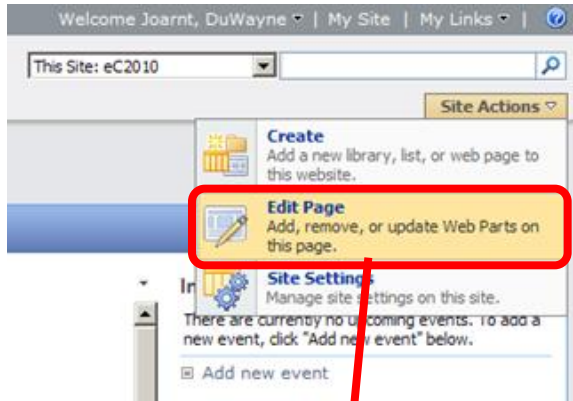 Welcome Joarnt, DuWayne | My Site | My Links |
This Site: eC2010
Site Actions
Create
Add a new library, list, or web page to
this website.
Edit Page
Add, remove, or update Web Parts on
this page.
Site Settings
Manage site settings on this site.
There are currently no upcoming events. To add a
new event, click "Add new event" below.
Add new event